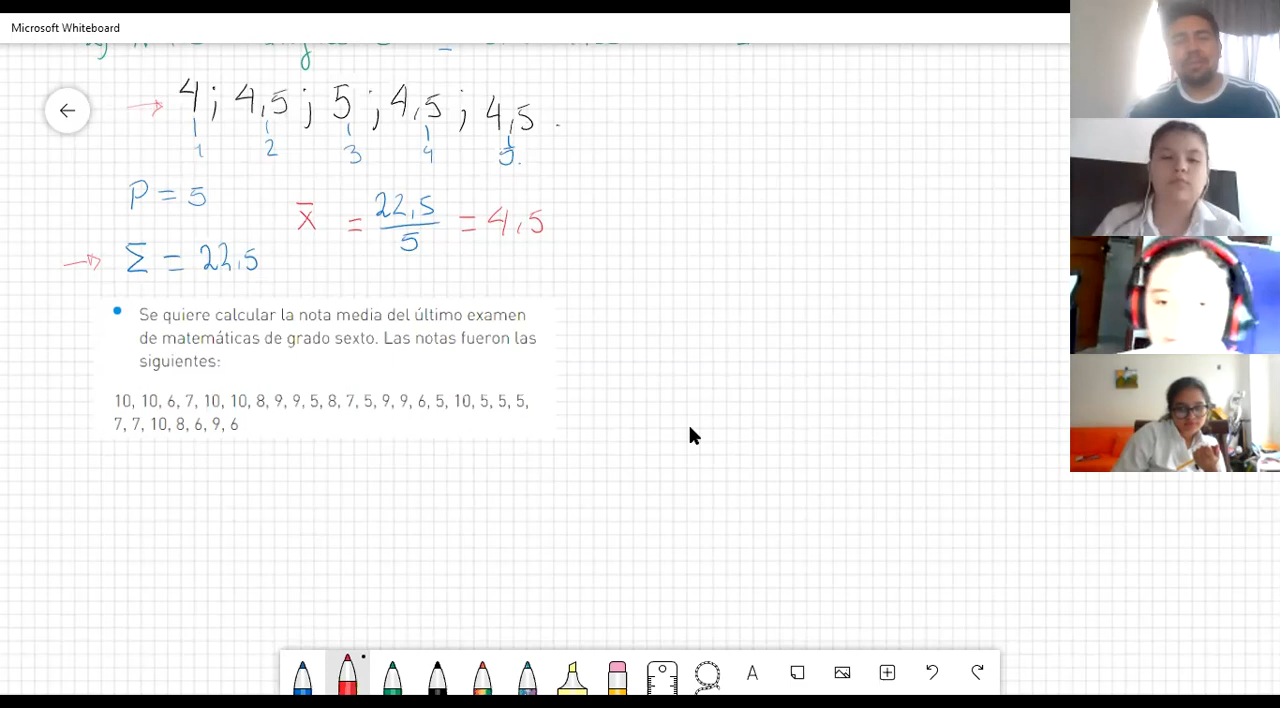 Microsoft Whiteboard
4; 4,5; 5; 4,5; 4,5.
1 2 3 4 5.
P = 5
x̄ = 22,5/5 = 4,5
Σ = 22,5
Se quiere calcular la nota media del último examen
de matemáticas de grado sexto. Las notas fueron las
siguientes:
10, 10, 6, 7, 10, 10, 8, 9, 9, 5, 8, 7, 5, 9, 9, 6, 5, 10, 5, 5, 5,
7, 7, 10, 8, 6, 9, 6
A